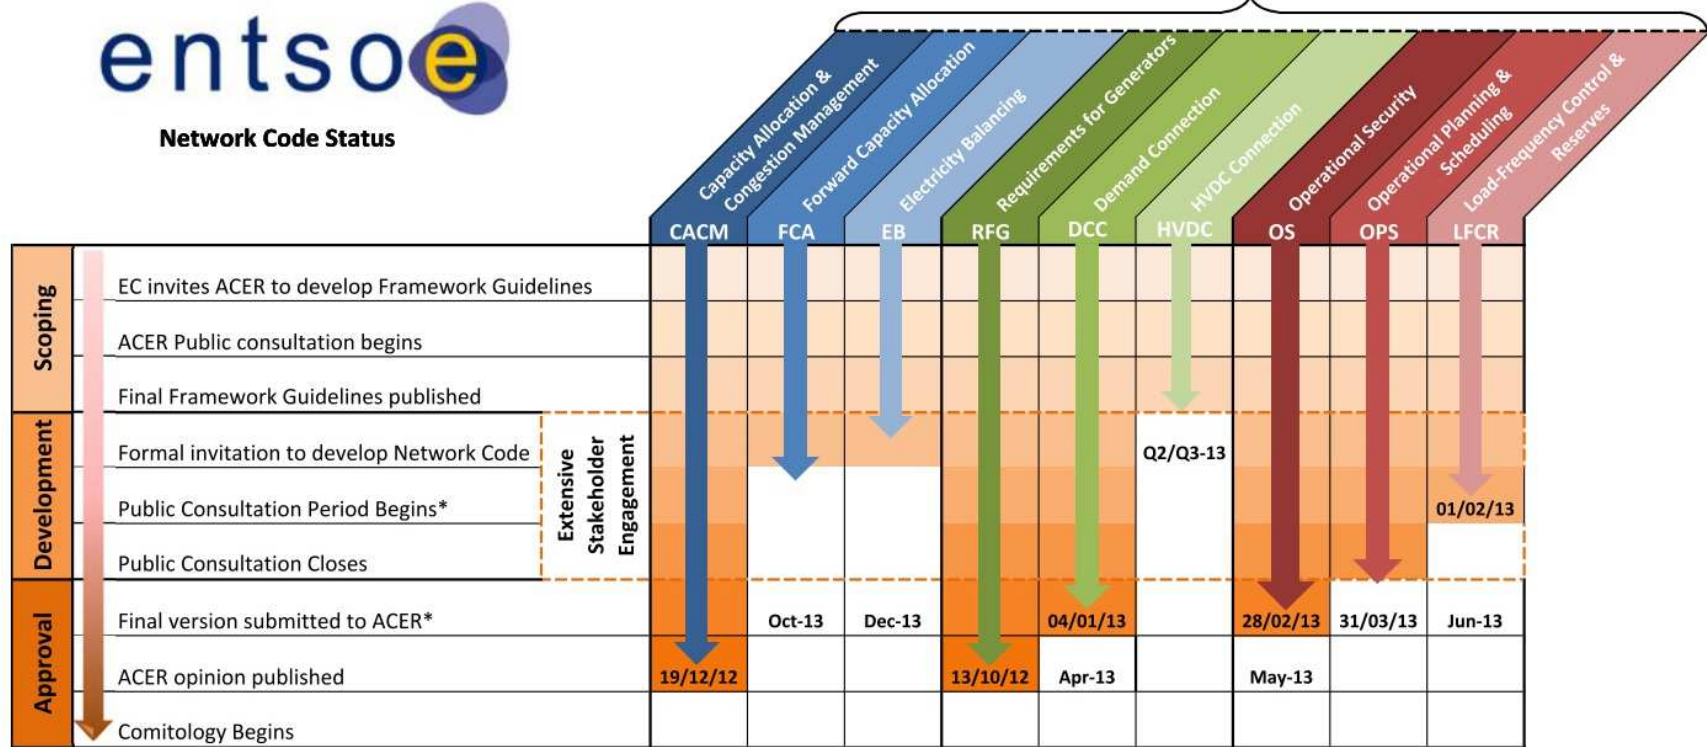 entsoe
Network Code Status
Capacity Allocation &
Congestion Management
Forward Capacity Allocation
Electricity Balancing
Requirements for Generators
Demand Connection
HVDC Connection
Operational Security
Operational Planning &
Scheduling
Load-Frequency Control &
Reserves
CACM FCA EB RFG DCC HVDC OS OPS LFCR
Scoping
EC invites ACER to develop Framework Guidelines
ACER Public consultation begins
Final Framework Guidelines published
Development
Extensive
Stakeholder
Engagement
Formal invitation to develop Network Code Q2/Q3-13
Public Consultation Period Begins* 01/02/13
Public Consultation Closes
Approval
Final version submitted to ACER* Oct-13 Dec-13 04/01/13 28/02/13 31/03/13 Jun-13
ACER opinion published 19/12/12 13/10/12 Apr-13 May-13
Comitology Begins